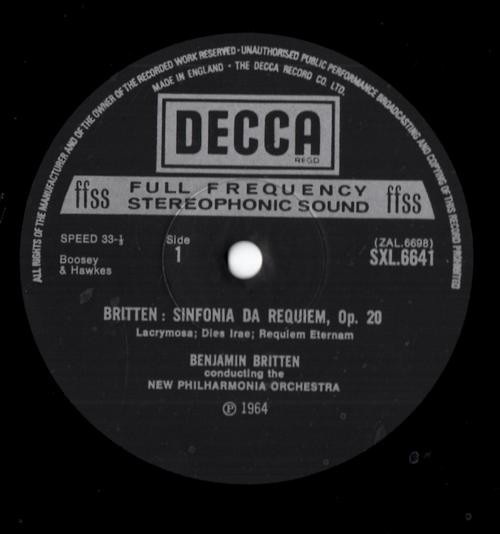 ALL RIGHTS OF THE MANUFACTURER AND OF THE OWNER OF THE RECORDED WORK RESERVED - UNAUTHORISED PUBLIC PERFORMANCE BROADCASTING AND COPYING OF THIS RECORD PROHIBITED
MADE IN ENGLAND · THE DECCA RECORD CO. LTD.
DECCA
REGD
ffss FULL FREQUENCY ffss
STEREOPHONIC SOUND
SPEED 33-⅓ Side (ZAL.6698)
1 SXL.6641
Boosey
& Hawkes
BRITTEN: SINFONIA DA REQUIEM, Op. 20
Lacrymosa; Dies Irae; Requiem Eternam
BENJAMIN BRITTEN
conducting the
NEW PHILHARMONIA ORCHESTRA
℗ 1964